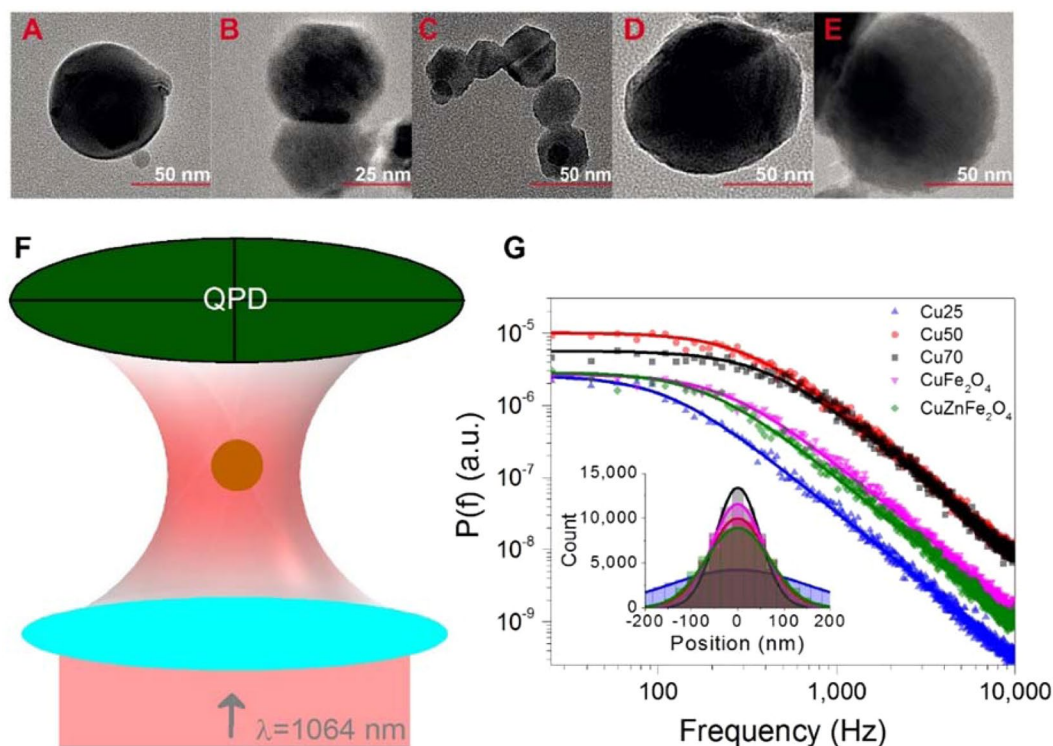 A
B
C
D
E
50 nm
25 nm
50 nm
50 nm
50 nm
F
QPD
λ=1064 nm
G
P(f) (a.u.)
10⁻⁵
10⁻⁶
10⁻⁷
10⁻⁸
10⁻⁹
Cu25
Cu50
Cu70
CuFe₂O₄
CuZnFe₂O₄
Count
15,000
10,000
5,000
0
-200 -100 0 100 200
Position (nm)
100 1,000 10,000
Frequency (Hz)